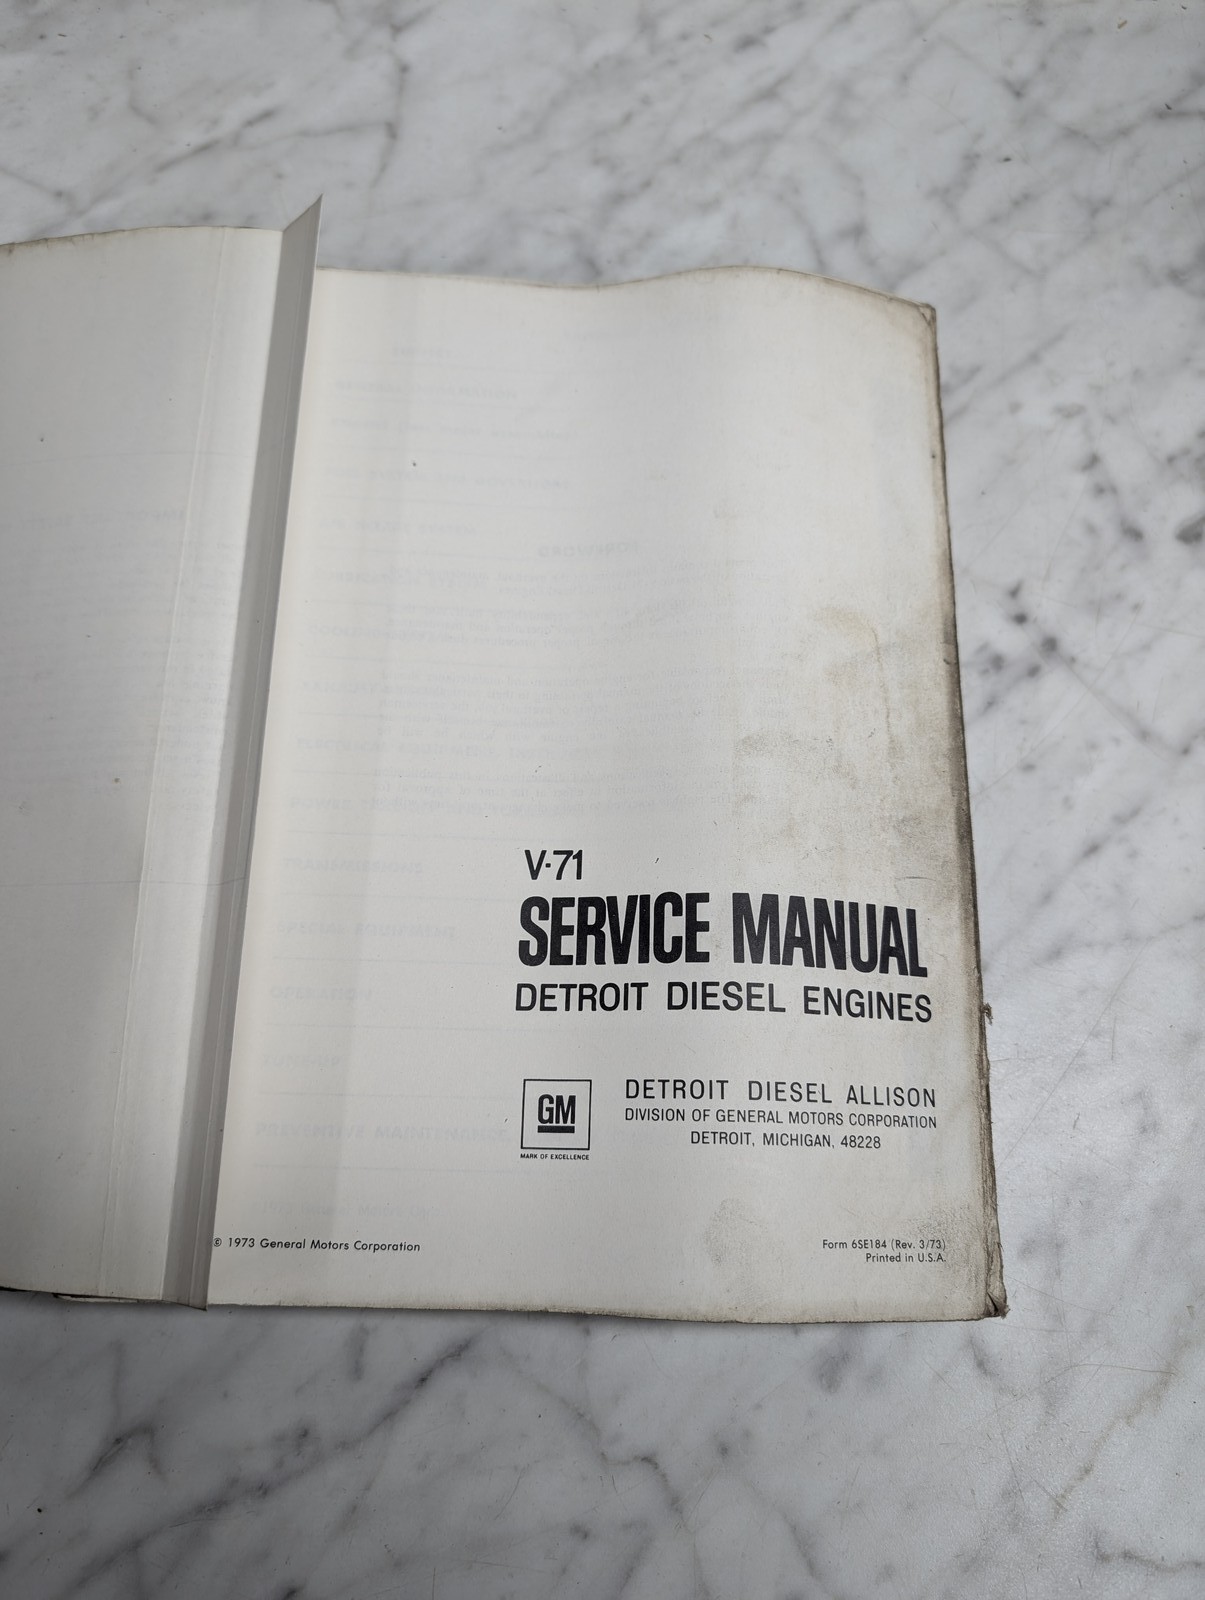 V-71
SERVICE MANUAL
DETROIT DIESEL ENGINES
GM
MARK OF EXCELLENCE
DETROIT DIESEL ALLISON
DIVISION OF GENERAL MOTORS CORPORATION
DETROIT, MICHIGAN, 48228
© 1973 General Motors Corporation
Form 6SE184 (Rev. 3/73)
Printed in U.S.A.